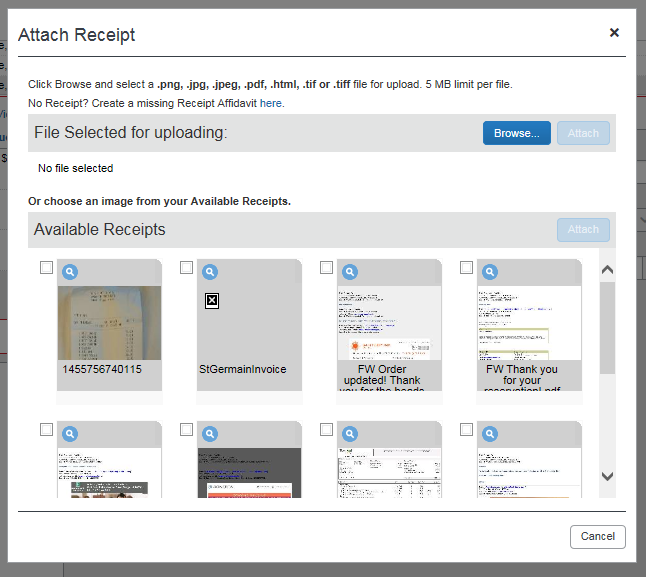 Attach Receipt
Click Browse and select a .png, .jpg, .jpeg, .pdf, .html, .tif or .tiff file for upload. 5 MB limit per file.
No Receipt? Create a missing Receipt Affidavit here.
File Selected for uploading:
Browse...
Attach
No file selected
Or choose an image from your Available Receipts.
Available Receipts
Attach
1455756740115
StGermainInvoice
FW Order
updated! Thank
you for the
FW Thank you
for your
reservation!.pdf
Cancel